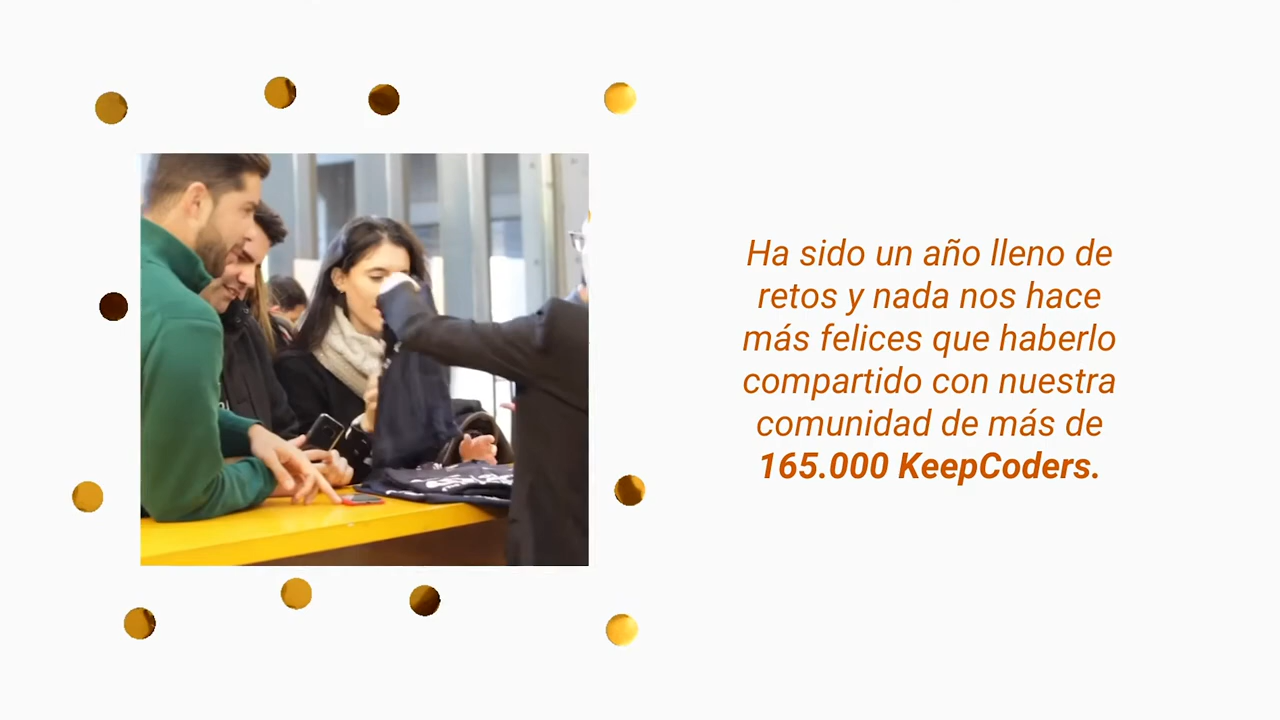 Ha sido un año lleno de
retos y nada nos hace
más felices que haberlo
compartido con nuestra
comunidad de más de
165.000 KeepCoders.